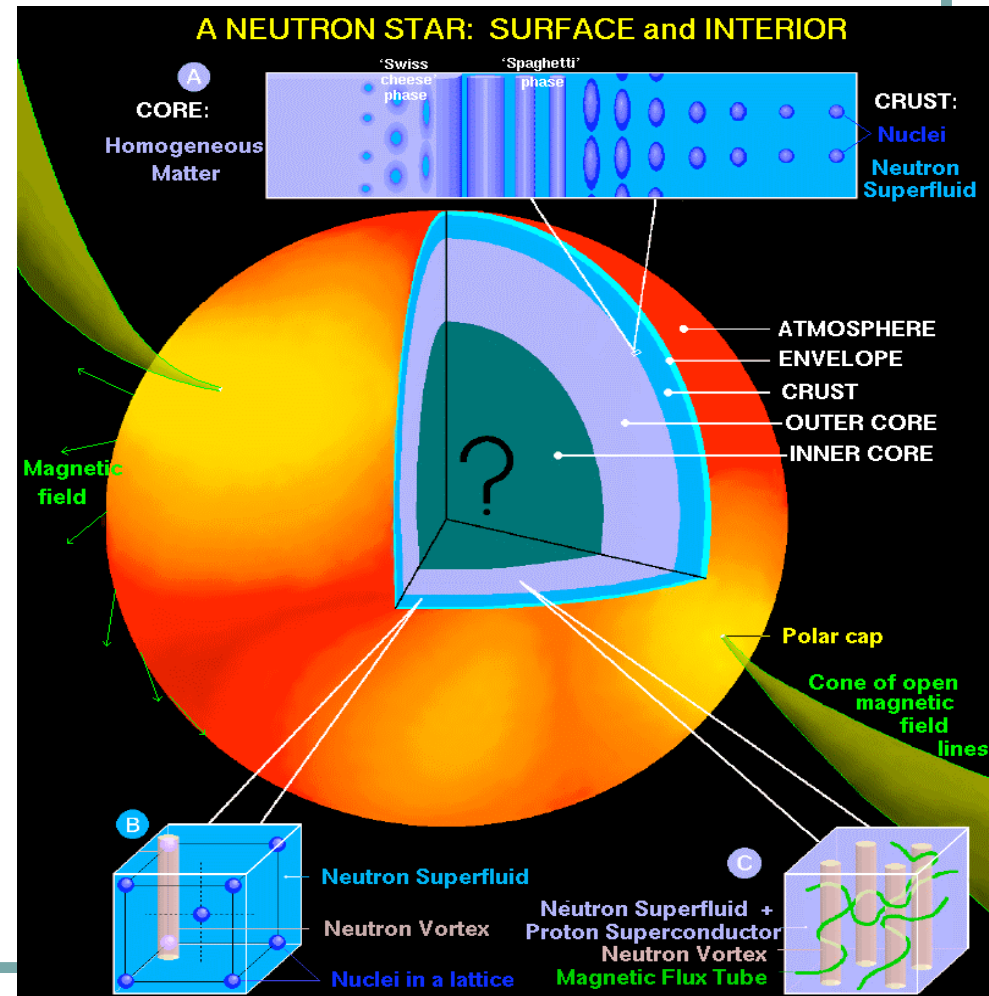 A NEUTRON STAR: SURFACE and INTERIOR
A
CORE:
Homogeneous
Matter
'Swiss
cheese'
phase
'Spaghetti'
phase
CRUST:
Nuclei
Neutron
Superfluid
ATMOSPHERE
ENVELOPE
CRUST
OUTER CORE
INNER CORE
?
Magnetic
field
Polar cap
Cone of open
magnetic
field
lines
B
Neutron Superfluid
Neutron Vortex
Nuclei in a lattice
C
Neutron Superfluid +
Proton Superconductor
Neutron Vortex
Magnetic Flux Tube